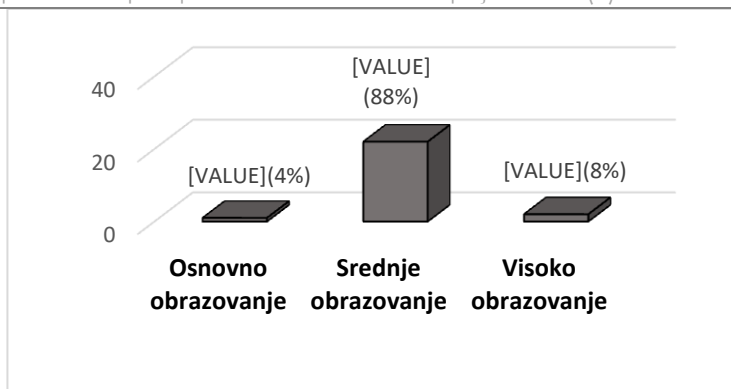 [VALUE]
(88%)
40
20
[VALUE](4%)
[VALUE](8%)
0
Osnovno obrazovanje
Srednje obrazovanje
Visoko obrazovanje